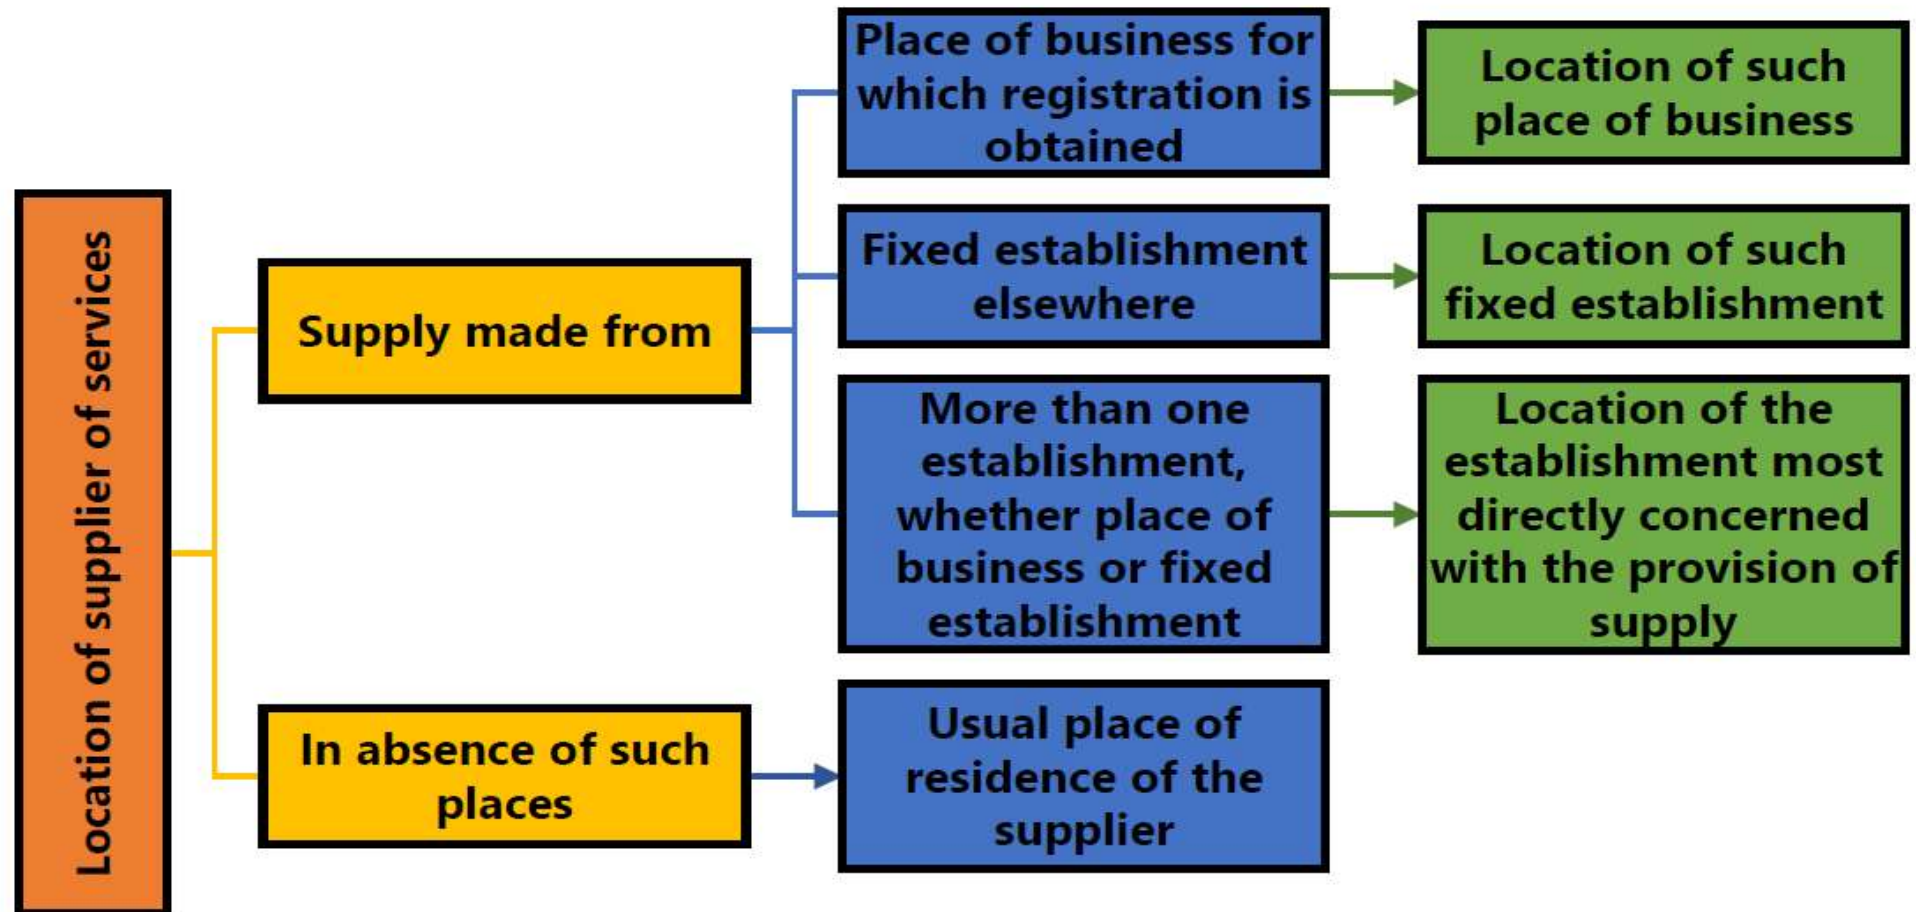 Location of supplier of services
Supply made from
Place of business for
which registration is
obtained
Location of such
place of business
Fixed establishment
elsewhere
Location of such
fixed establishment
More than one
establishment,
whether place of
business or fixed
establishment
Location of the
establishment most
directly concerned
with the provision of
supply
In absence of such
places
Usual place of
residence of the
supplier